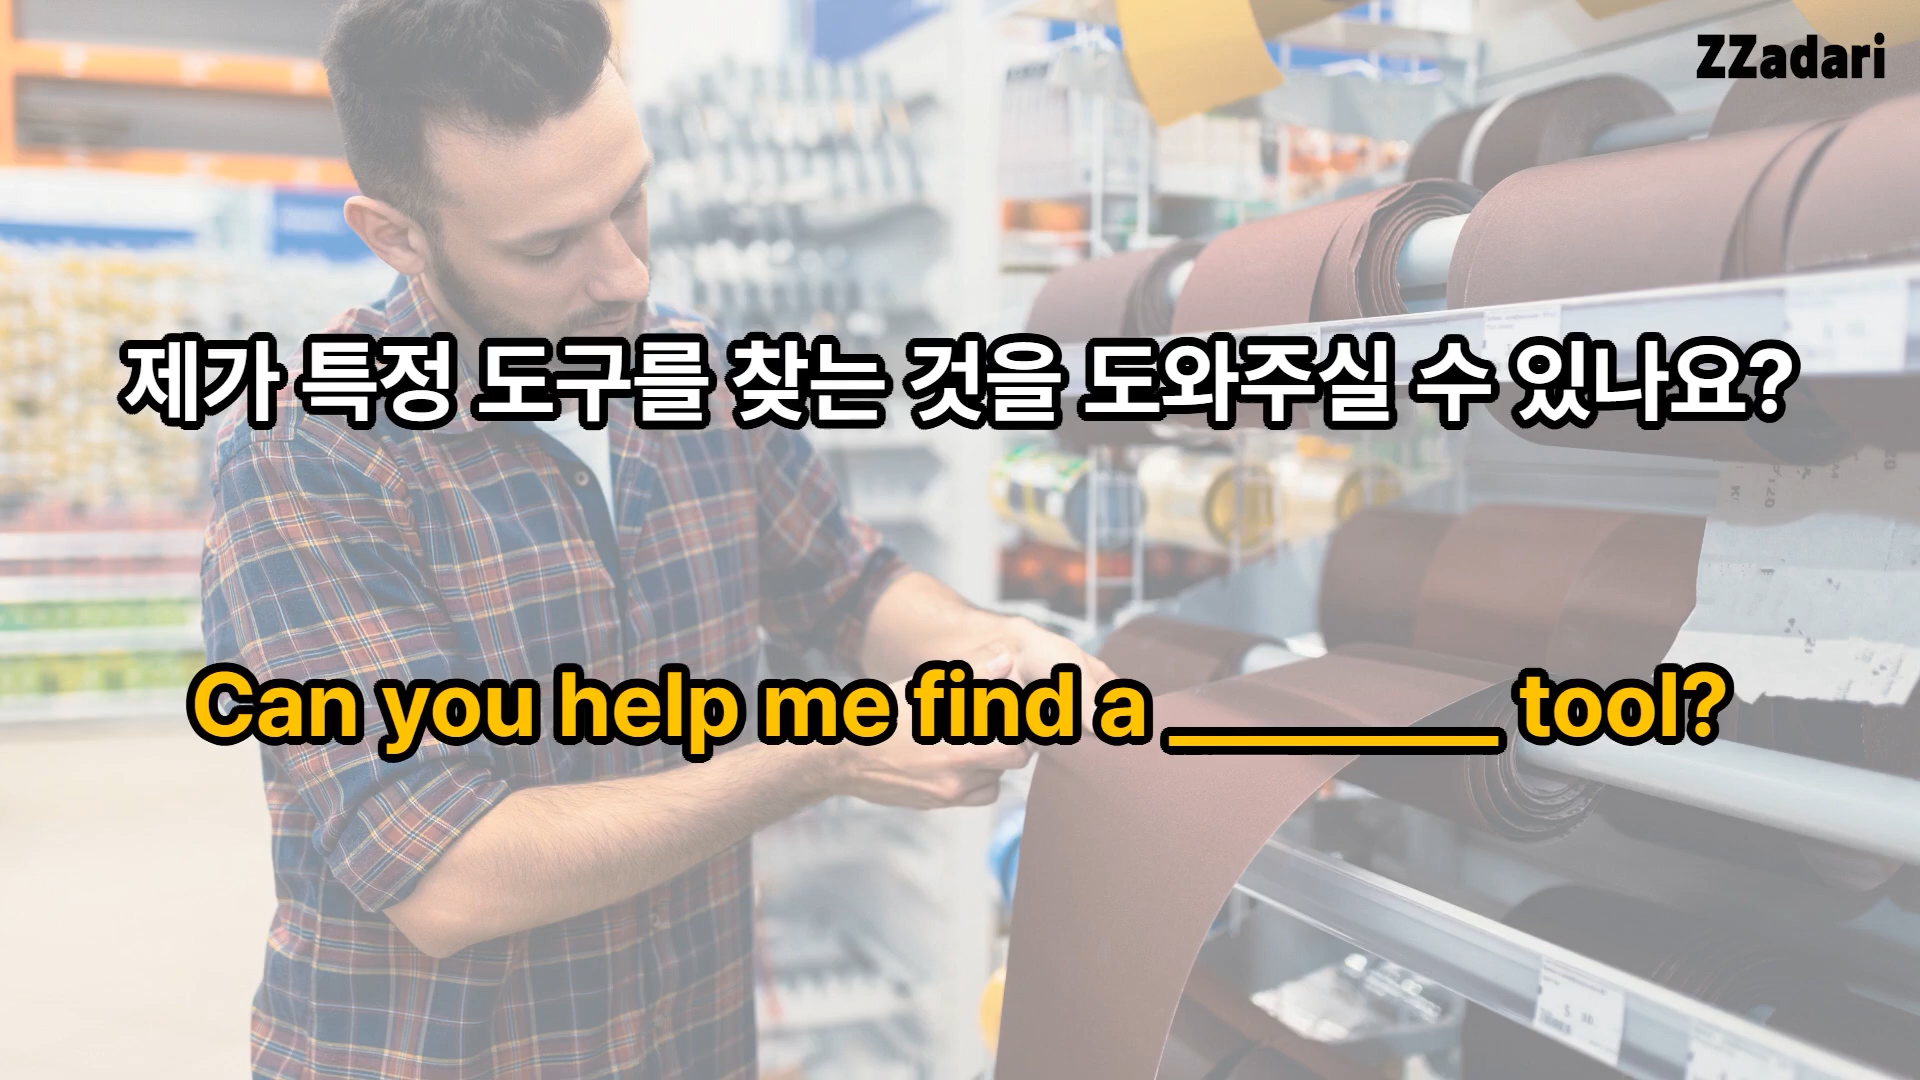 ZZadari
제가 특정 도구를 찾는 것을 도와주실 수 있나요?
Can you help me find a ________ tool?